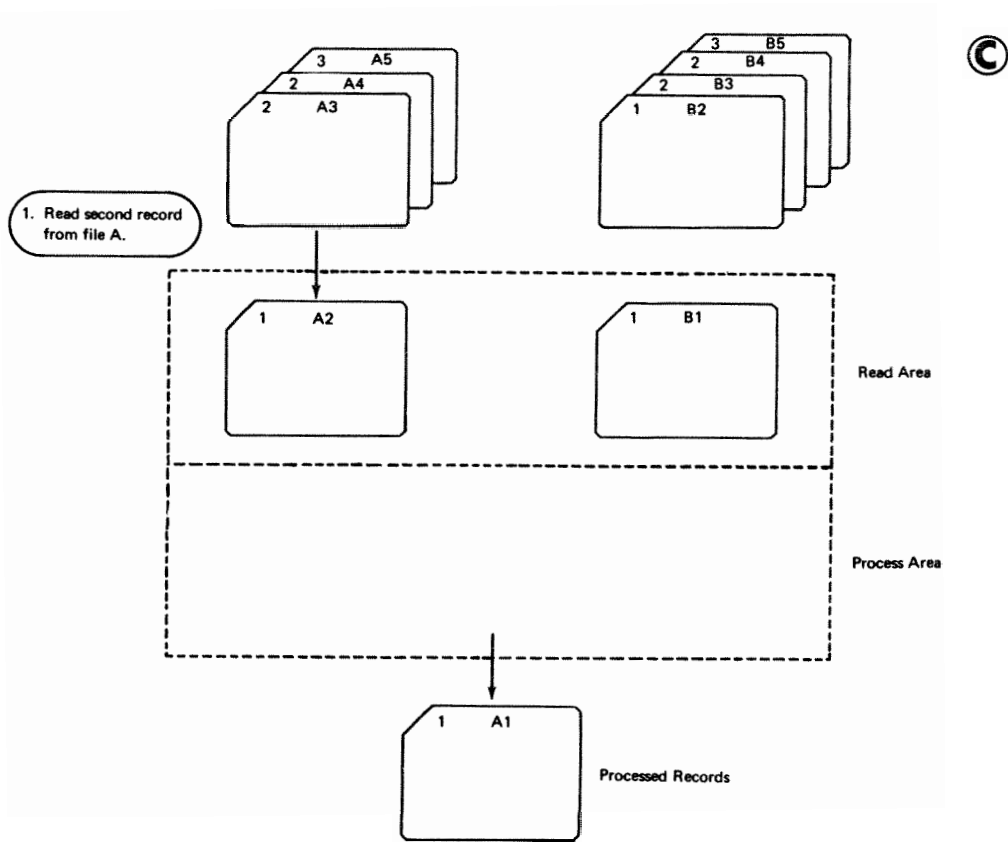 C
3 A5
2 A4
2 A3
3 B5
2 B4
2 B3
1 B2
1. Read second record
from file A.
1 A2
1 B1
Read Area
Process Area
1 A1
Processed Records